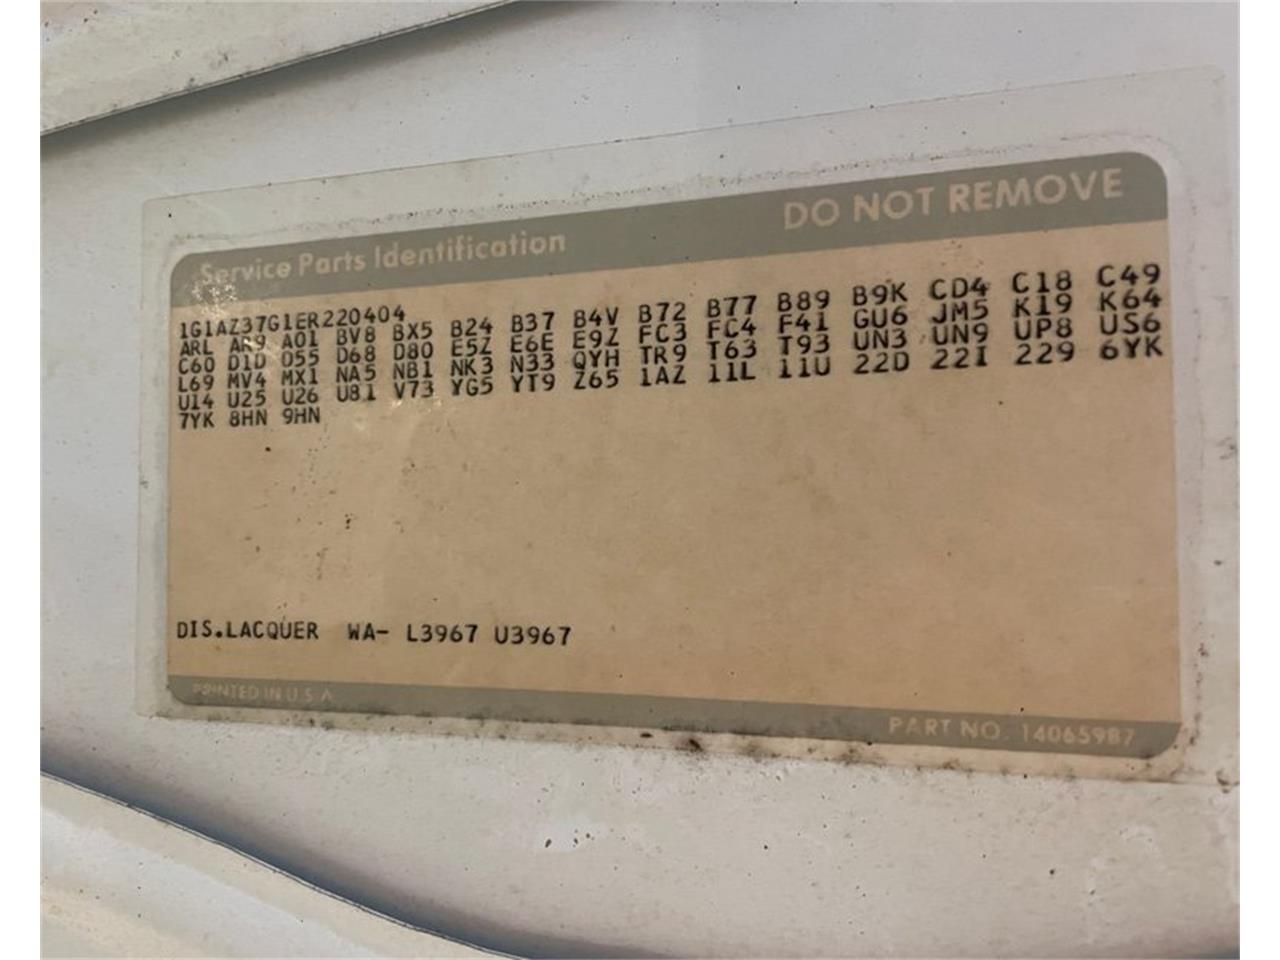 Service Parts Identification DO NOT REMOVE
1G1AZ37G1ER220404
ARL AR9 A01 BV8 BX5 B24 B37 B4V B72 B77 B89 B9K CD4 C18 C49
C60 D1D D55 D68 D80 E5Z E6E E9Z FC3 FC4 F41 GU6 JM5 K19 K64
L69 MV4 MX1 NA5 NB1 NK3 N33 QYH TR9 T63 T93 UN3 UN9 UP8 US6
U14 U25 U26 U81 V73 YG5 YT9 Z65 1AZ 11L 11U 22D 22I 229 6YK
7YK 8HN 9HN
DIS.LACQUER WA- L3967 U3967
PRINTED IN U.S.A. PART NO. 14065987